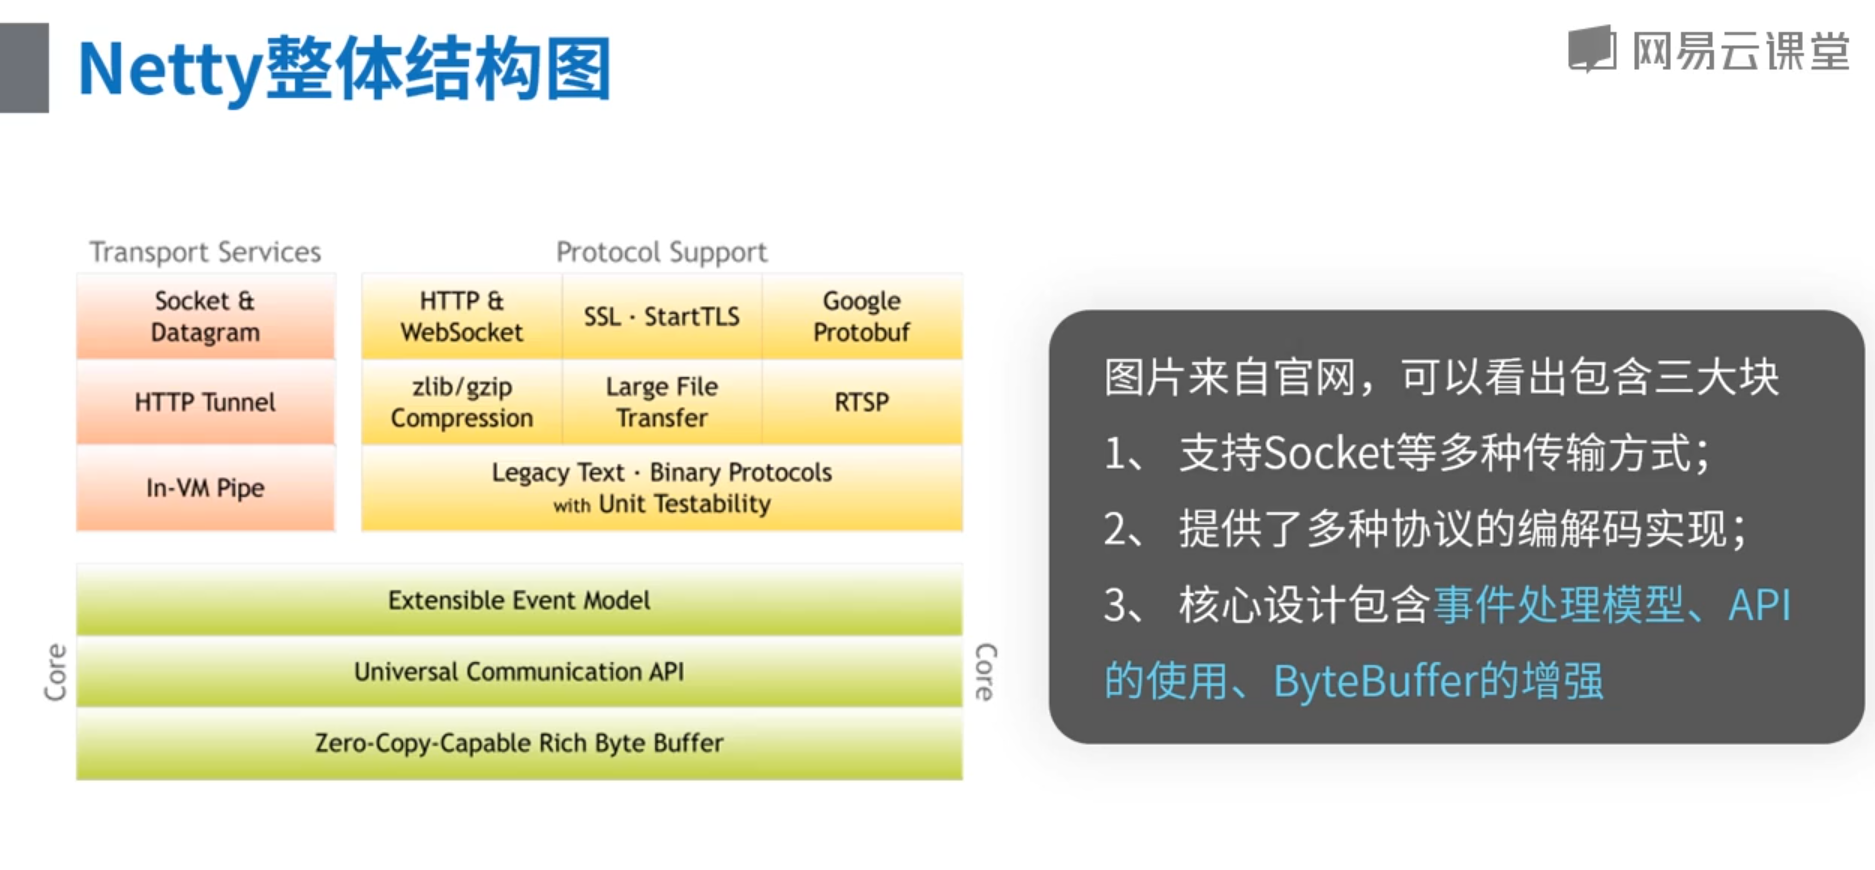 Netty整体结构图
网易云课堂
Transport Services
Socket &
Datagram
HTTP Tunnel
In-VM Pipe
Protocol Support
HTTP &
WebSocket
SSL · StartTLS
Google
Protobuf
zlib/gzip
Compression
Large File
Transfer
RTSP
Legacy Text · Binary Protocols
with Unit Testability
Core
Extensible Event Model
Universal Communication API
Zero-Copy-Capable Rich Byte Buffer
Core
图片来自官网，可以看出包含三大块
1、 支持Socket等多种传输方式；
2、 提供了多种协议的编解码实现；
3、 核心设计包含事件处理模型、API
的使用、ByteBuffer的增强